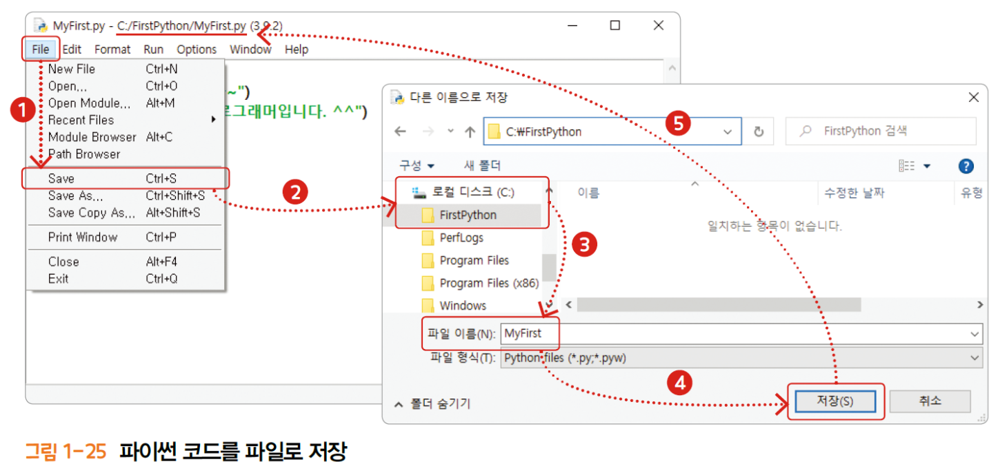 MyFirst.py - C:/FirstPython/MyFirst.py (3.9.2)
File Edit Format Run Options Window Help
New File Ctrl+N
Open... Ctrl+O
Open Module... Alt+M
Recent Files
Module Browser Alt+C
Path Browser
Save Ctrl+S
Save As... Ctrl+Shift+S
Save Copy As... Alt+Shift+S
Print Window Ctrl+P
Close Alt+F4
Exit Ctrl+Q
~")
그래머입니다. ^^")
1
2
3
4
5
다른 이름으로 저장
C:₩FirstPython
FirstPython 검색
구성 새 폴더
로컬 디스크 (C:)
FirstPython
PerfLogs
Program Files
Program Files (x86)
Windows
이름 수정한 날짜 유형
일치하는 항목이 없습니다.
파일 이름(N): MyFirst
파일 형식(T): Python files (*.py;*.pyw)
폴더 숨기기
저장(S) 취소
그림 1-25 파이썬 코드를 파일로 저장